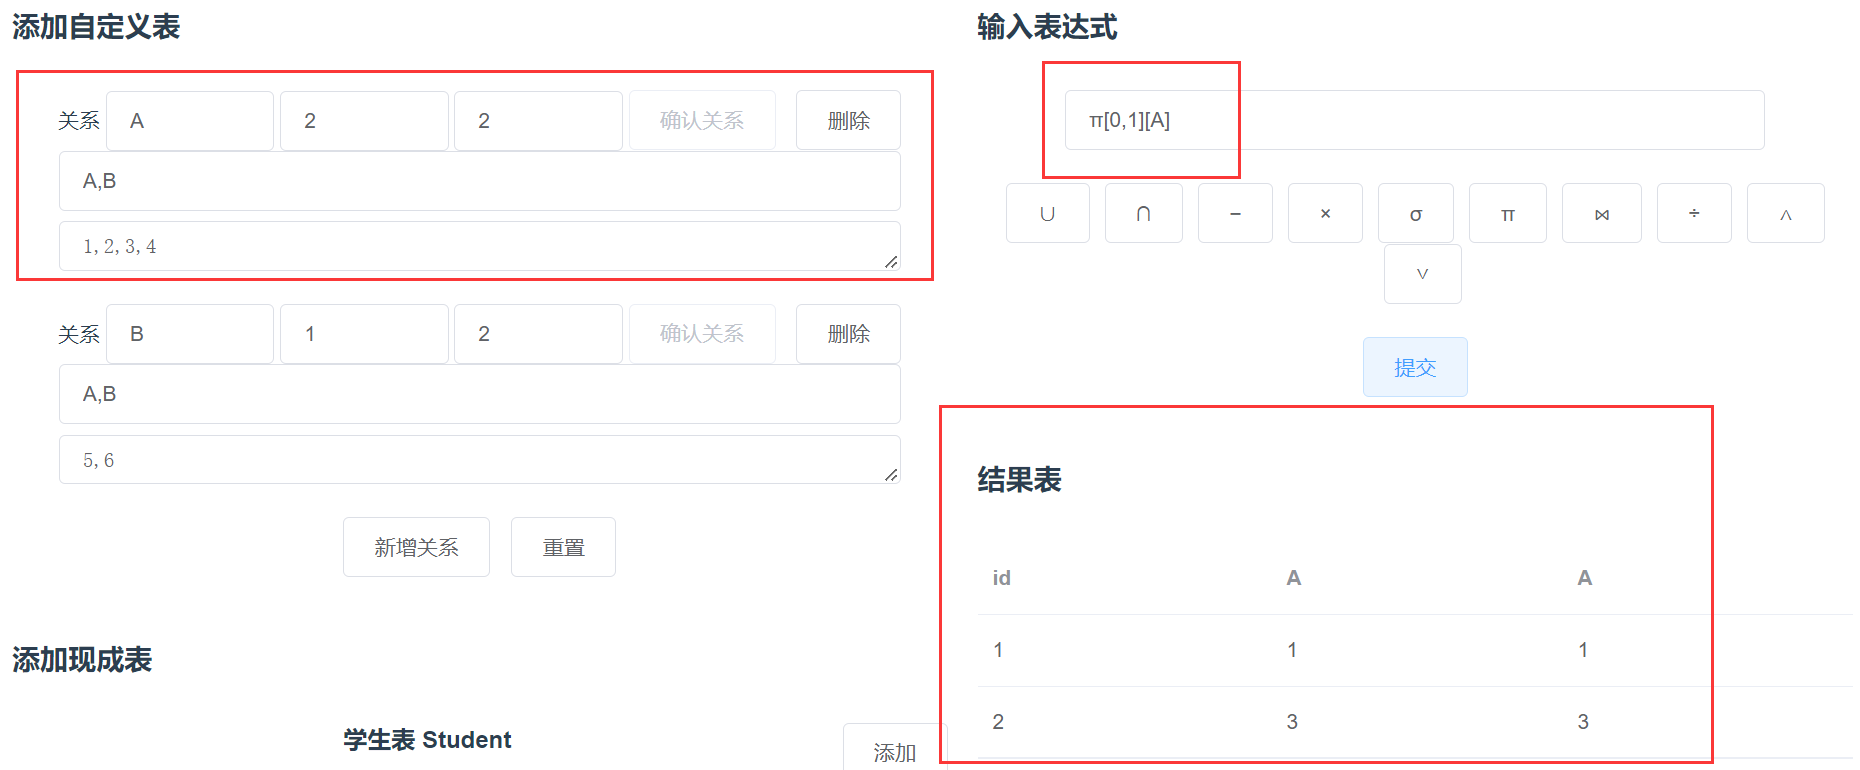 添加自定义表
关系 A 2 2 确认关系 删除
A,B
1,2,3,4
关系 B 1 2 确认关系 删除
A,B
5,6
新增关系 重置
添加现成表
学生表 Student 添加
输入表达式
π[0,1][A]
∪ ∩ − × σ π ⋈ ÷ ∧
∨
提交
结果表
id A A
1 1 1
2 3 3